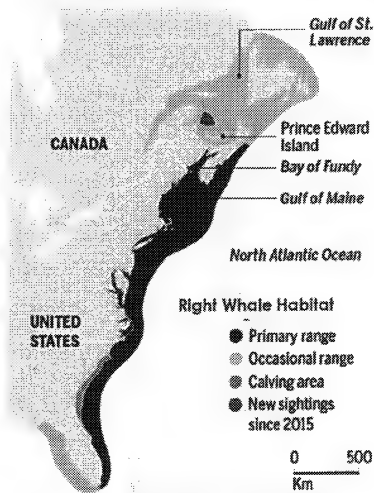 Gulf of St.
Lawrence
CANADA
Prince Edward
Island
Bay of Fundy
Gulf of Maine
North Atlantic Ocean
Right Whale Habitat
UNITED
STATES
Primary range
Occasional range
Calving area
New sightings
since 2015
0 500
Km